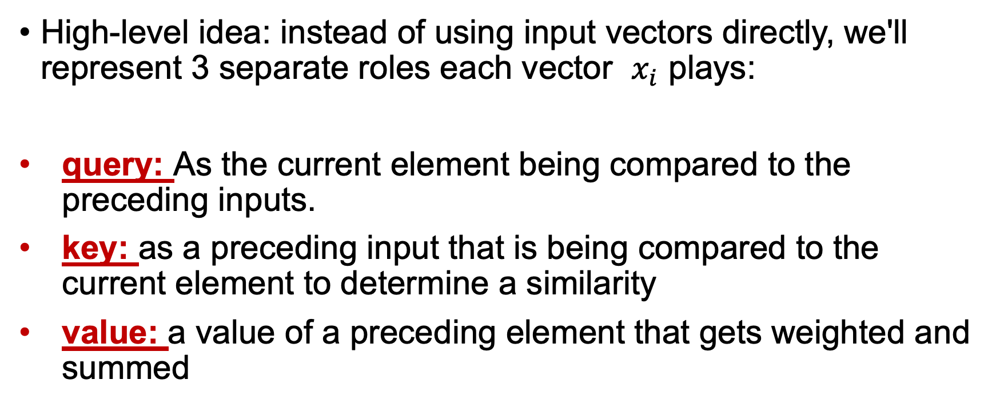 • High-level idea: instead of using input vectors directly, we'll
represent 3 separate roles each vector xᵢ plays:
• query: As the current element being compared to the
preceding inputs.
• key: as a preceding input that is being compared to the
current element to determine a similarity
• value: a value of a preceding element that gets weighted and
summed